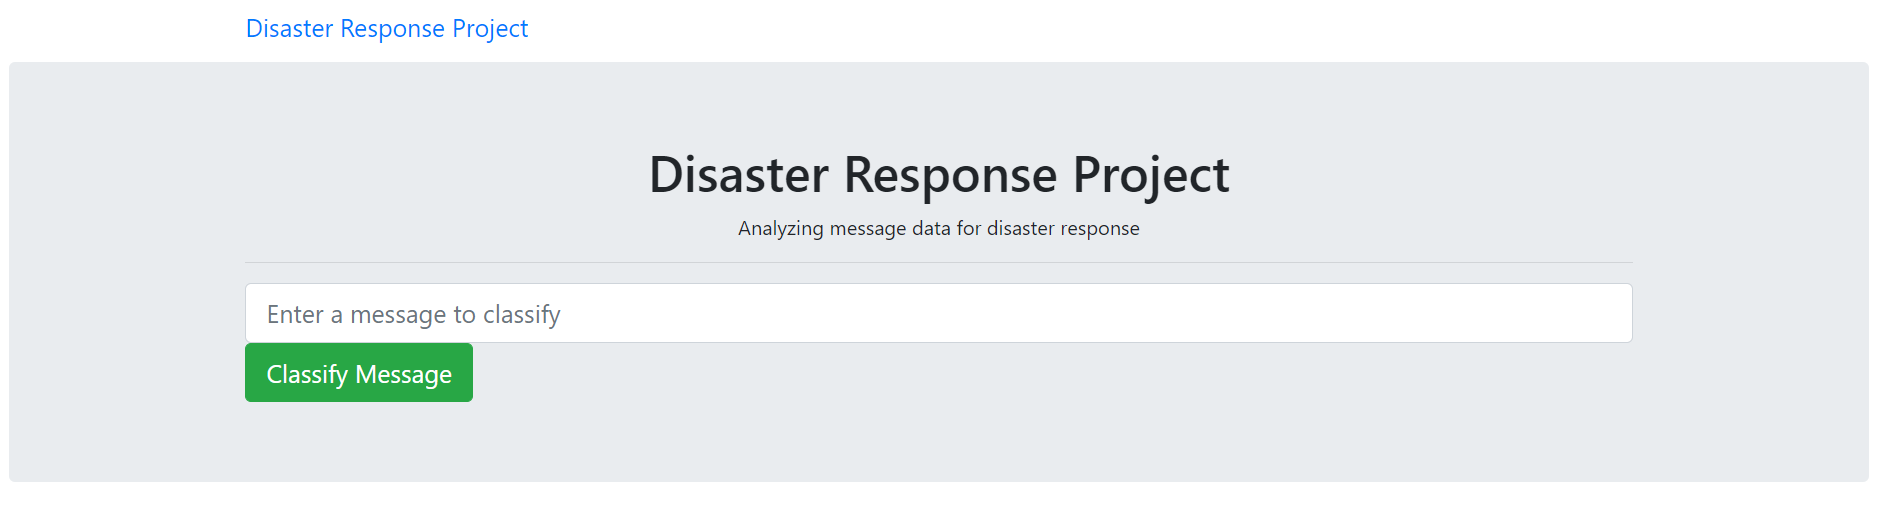 Disaster Response Project
Disaster Response Project
Analyzing message data for disaster response
Enter a message to classify
Classify Message